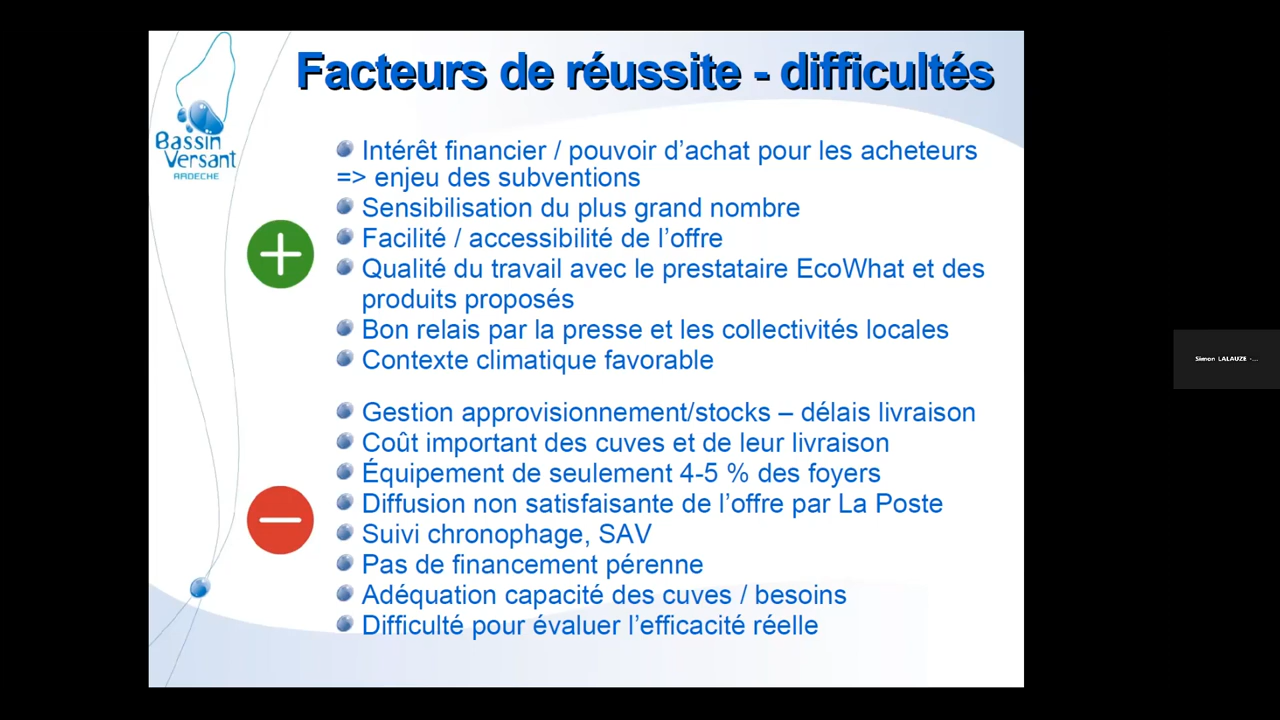 Facteurs de réussite - difficultés
Bassin
Versant
ARDECHE
Intérêt financier / pouvoir d'achat pour les acheteurs
=> enjeu des subventions
Sensibilisation du plus grand nombre
Facilité / accessibilité de l'offre
Qualité du travail avec le prestataire EcoWhat et des
produits proposés
Bon relais par la presse et les collectivités locales
Contexte climatique favorable
Gestion approvisionnement/stocks – délais livraison
Coût important des cuves et de leur livraison
Équipement de seulement 4-5 % des foyers
Diffusion non satisfaisante de l'offre par La Poste
Suivi chronophage, SAV
Pas de financement pérenne
Adéquation capacité des cuves / besoins
Difficulté pour évaluer l'efficacité réelle
Simon LALAUZE -...